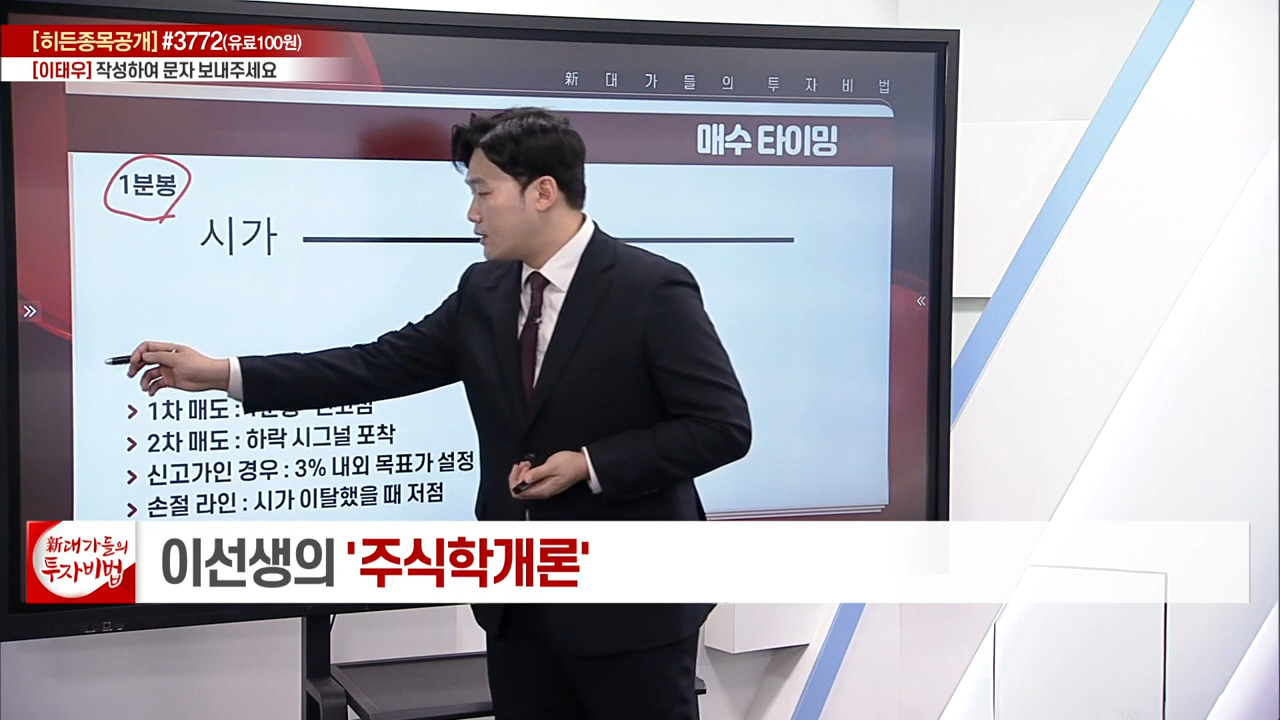 [히든종목공개] #3772(유료100원)
[이태우] 작성하여 문자 보내주세요
新 대 가 들 의 투 자 비 법
매수 타이밍
1분봉
시가
1차 매도 :
2차 매도 : 하락 시그널 포착
신고가인 경우 : 3% 내외 목표가 설정
손절 라인 : 시가 이탈했을 때 저점
新대가들의
투자비법
이선생의 '주식학개론'